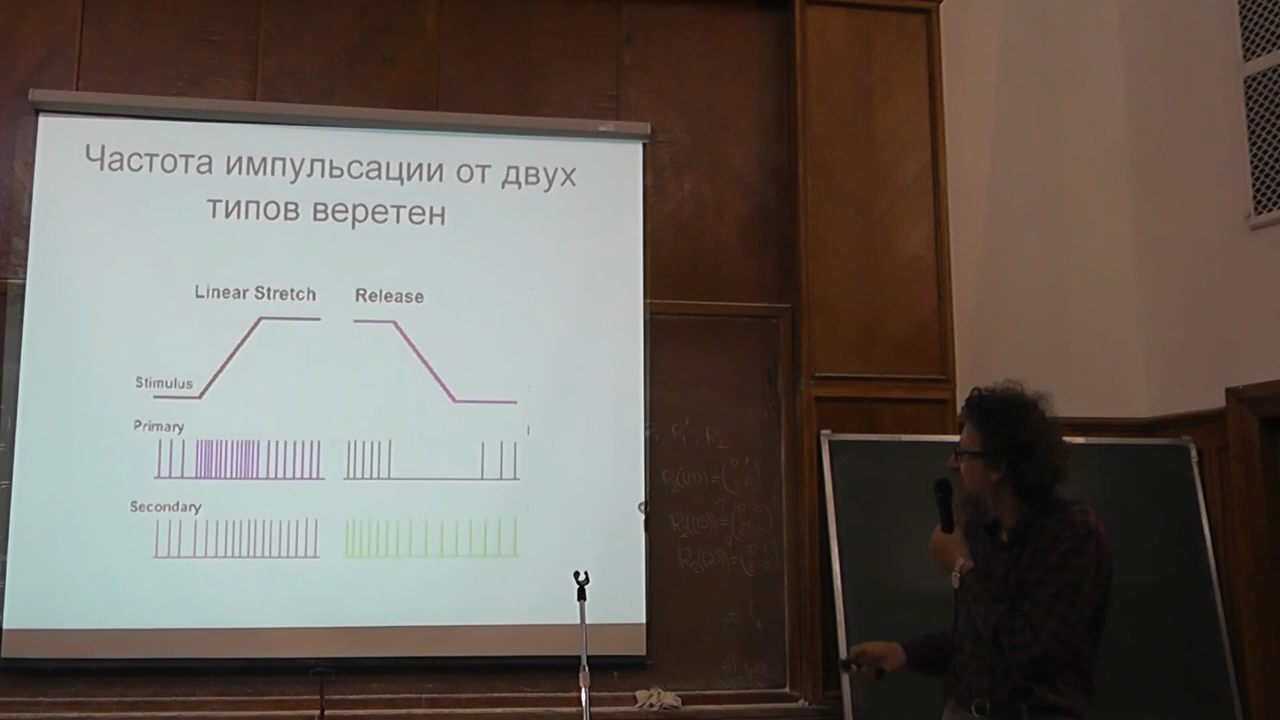 Частота импульсации от двух
типов веретен
Linear Stretch
Release
Stimulus
Primary
Secondary